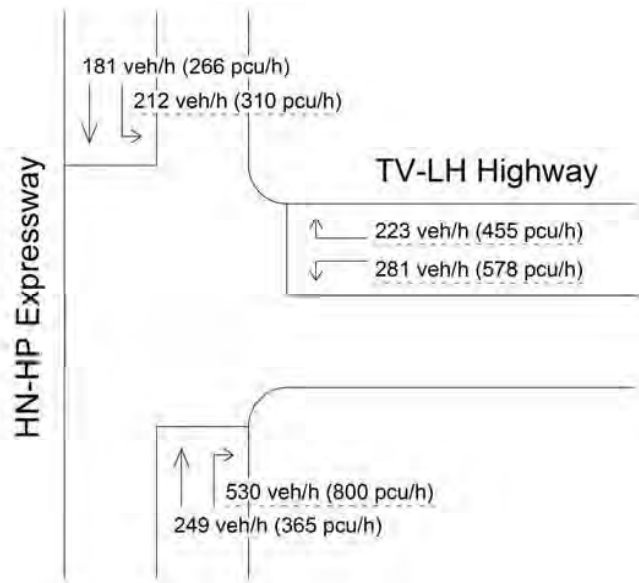 181 veh/h (266 pcu/h)
212 veh/h (310 pcu/h)
TV-LH Highway
223 veh/h (455 pcu/h)
281 veh/h (578 pcu/h)
HN-HP Expressway
530 veh/h (800 pcu/h)
249 veh/h (365 pcu/h)